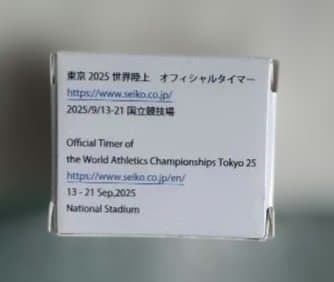 東京 2025 世界陸上　オフィシャルタイマー
https://www.seiko.co.jp/
2025/9/13-21 国立競技場
Official Timer of
the World Athletics Championships Tokyo 25
https://www.seiko.co.jp/en/
13 - 21 Sep,2025
National Stadium